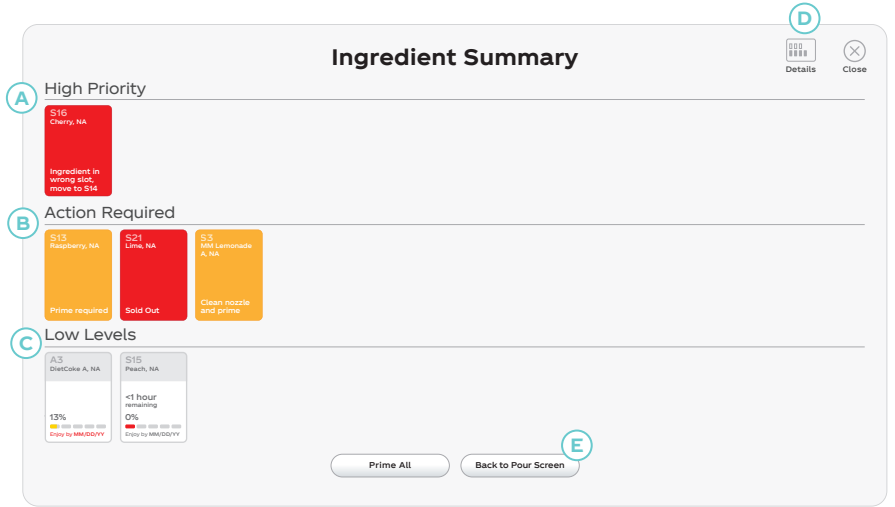 D
Ingredient Summary
Details
Close
A
High Priority
S16
Cherry, NA
Ingredient in
wrong slot,
move to S14
B
Action Required
S13
Raspberry, NA
Prime required
S21
Lime, NA
Sold Out
S3
MM Lemonade
A, NA
Clean nozzle
and prime
C
Low Levels
A3
DietCoke A, NA
13%
Enjoy by MM/DD/YY
S15
Peach, NA
<1 hour
remaining
0%
Enjoy by MM/DD/YY
E
Prime All
Back to Pour Screen